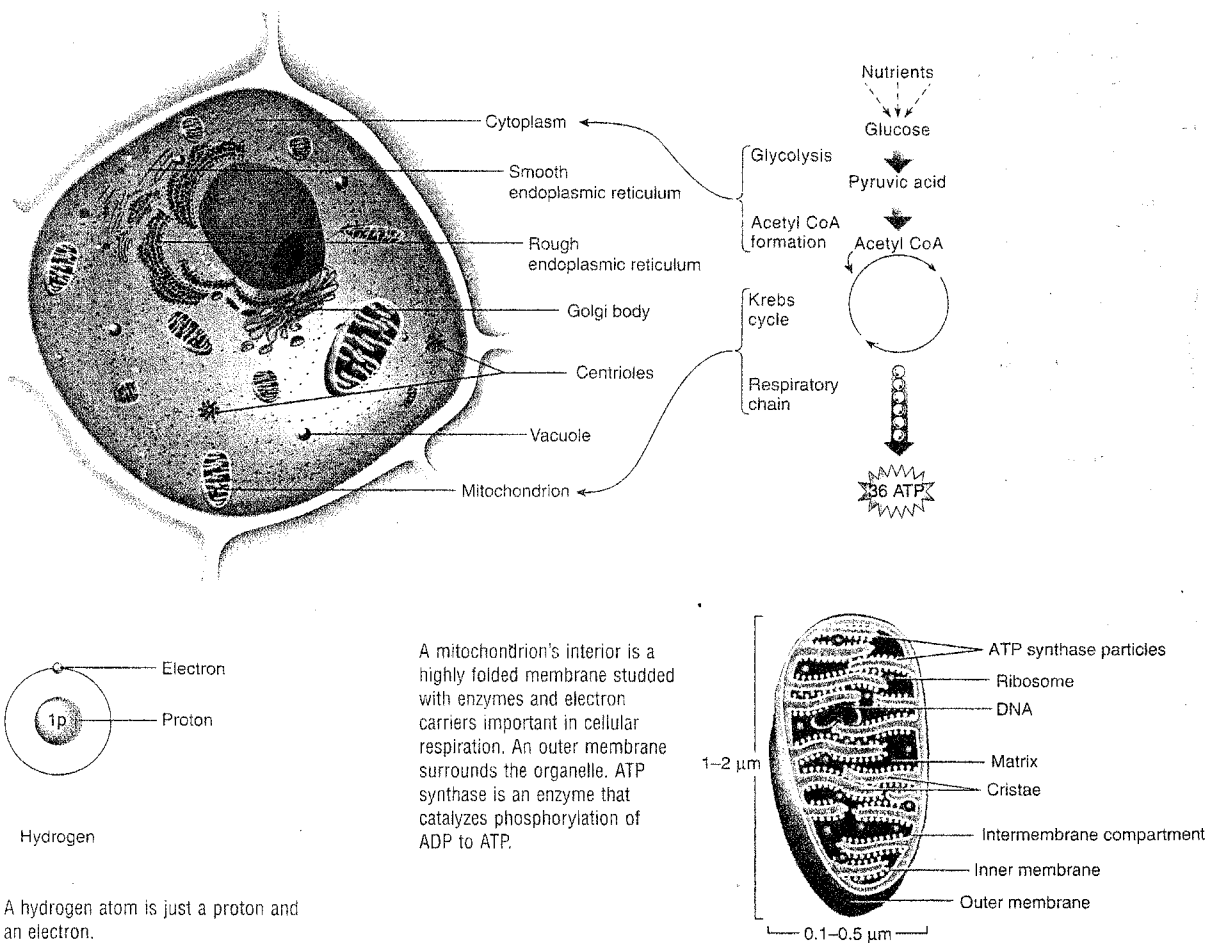 Cytoplasm
Smooth
endoplasmic reticulum
Rough
endoplasmic reticulum
Golgi body
Centrioles
Vacuole
Mitochondrion
Nutrients
Glucose
Glycolysis
Pyruvic acid
Acetyl CoA
formation
Acetyl CoA
Krebs
cycle
Respiratory
chain
36 ATP
Electron
1p
Proton
Hydrogen
A hydrogen atom is just a proton and
an electron.
A mitochondrion's interior is a
highly folded membrane studded
with enzymes and electron
carriers important in cellular
respiration. An outer membrane
surrounds the organelle. ATP
synthase is an enzyme that
catalyzes phosphorylation of
ADP to ATP.
1–2 μm
ATP synthase particles
Ribosome
DNA
Matrix
Cristae
Intermembrane compartment
Inner membrane
Outer membrane
0.1–0.5 μm